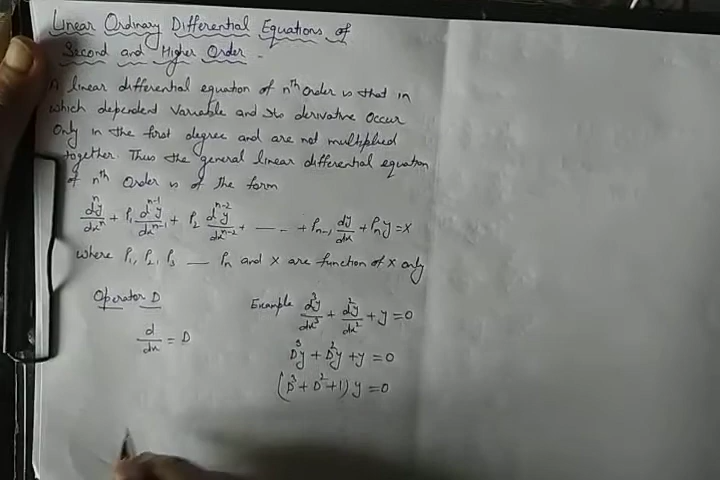 Linear Ordinary Differential Equations of
Second and Higher Order -
A linear differential equation of nth order is that in
which dependent variable and its derivative occur
only in the first degree and are not multiplied
together. Thus the general linear differential equation
of nth order is of the form
dⁿy/dxⁿ + P₁ dⁿ⁻¹y/dxⁿ⁻¹ + P₂ dⁿ⁻²y/dxⁿ⁻² + — - - + Pₙ₋₁ dy/dx + Pₙy = X
where P₁, P₂, P₃ — Pₙ and X are function of x only
Operator D
d/dx = D
Example d³y/dx³ + d²y/dx² + y = 0
D³y + D²y + y = 0
(D³ + D² + 1) y = 0